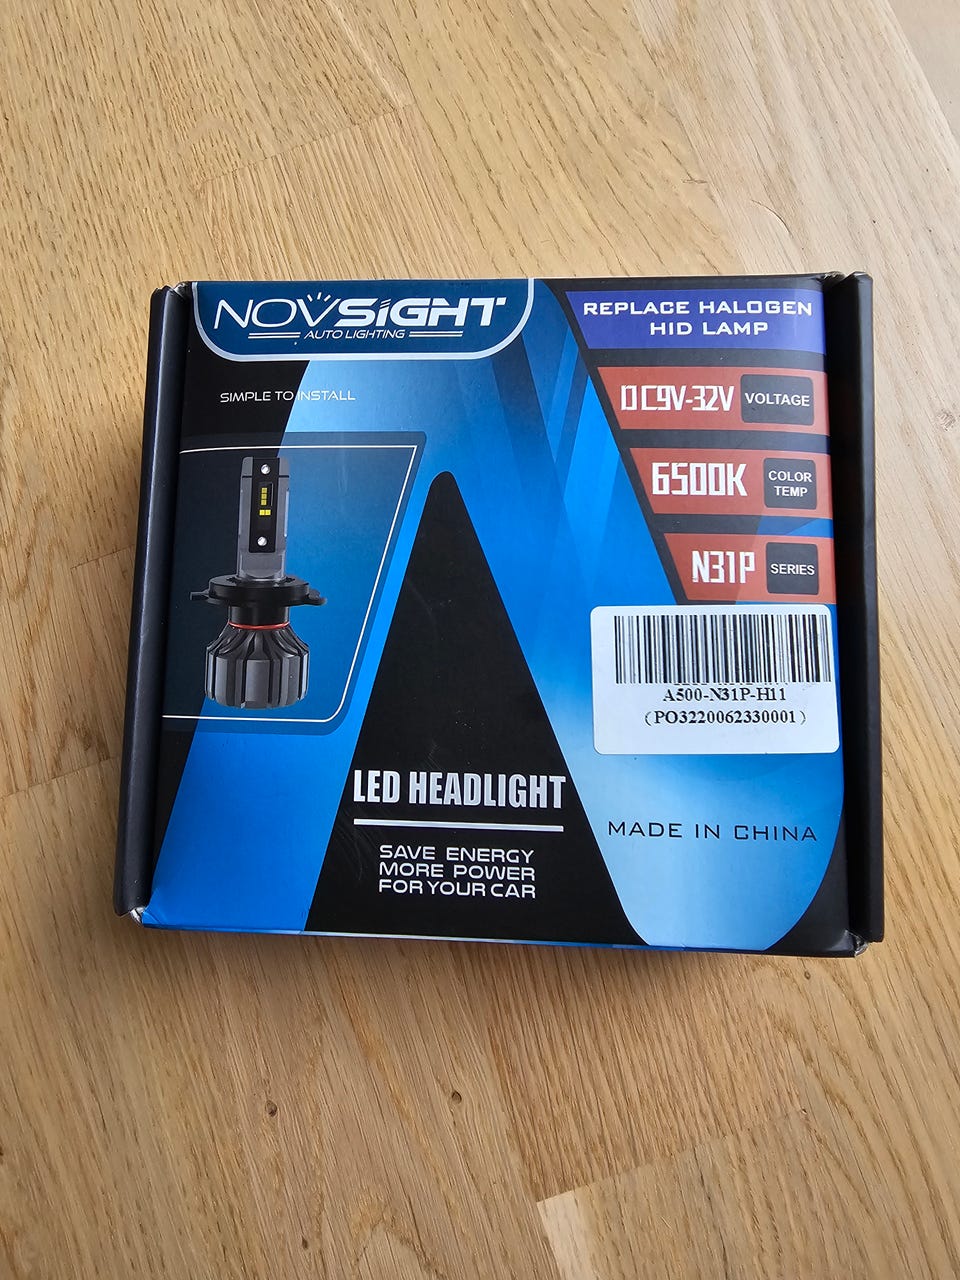 NOVSIGHT
AUTO LIGHTING
SIMPLE TO INSTALL
REPLACE HALOGEN
HID LAMP
DC9V-32V VOLTAGE
6500K COLOR
TEMP
N31P SERIES
A500-N31P-H11
(PO3220062330001)
LED HEADLIGHT
SAVE ENERGY
MORE POWER
FOR YOUR CAR
MADE IN CHINA